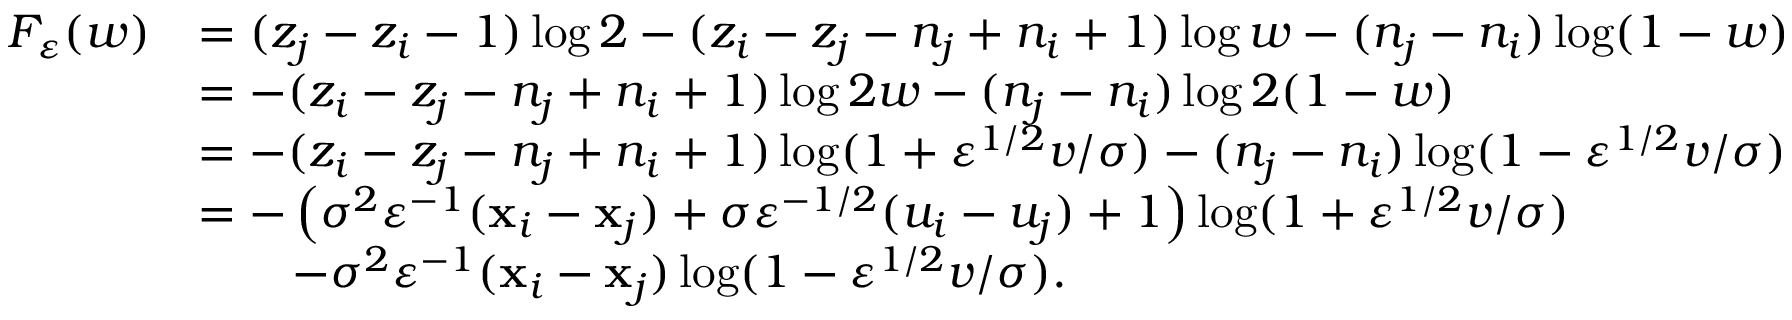 F_ε(w) = (z_j − z_i − 1) log 2 − (z_i − z_j − n_j + n_i + 1) log w − (n_j − n_i) log(1 − w)
= −(z_i − z_j − n_j + n_i + 1) log 2w − (n_j − n_i) log 2(1 − w)
= −(z_i − z_j − n_j + n_i + 1) log(1 + ε^{1/2}v/σ) − (n_j − n_i) log(1 − ε^{1/2}v/σ)
= − (σ²ε^{−1}(𝐱_i − 𝐱_j) + σε^{−1/2}(u_i − u_j) + 1) log(1 + ε^{1/2}v/σ)
−σ²ε^{−1}(𝐱_i − 𝐱_j) log(1 − ε^{1/2}v/σ).